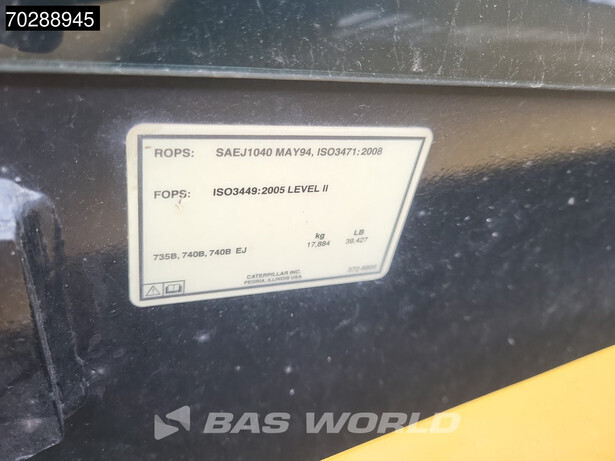 70288945
ROPS: SAEJ1040 MAY94, ISO3471:2008
FOPS: ISO3449:2005 LEVEL II
kg LB
735B, 740B, 740B EJ 17,884 39,427
CATERPILLAR INC.
PEORIA, ILLINOIS USA
BAS WORLD